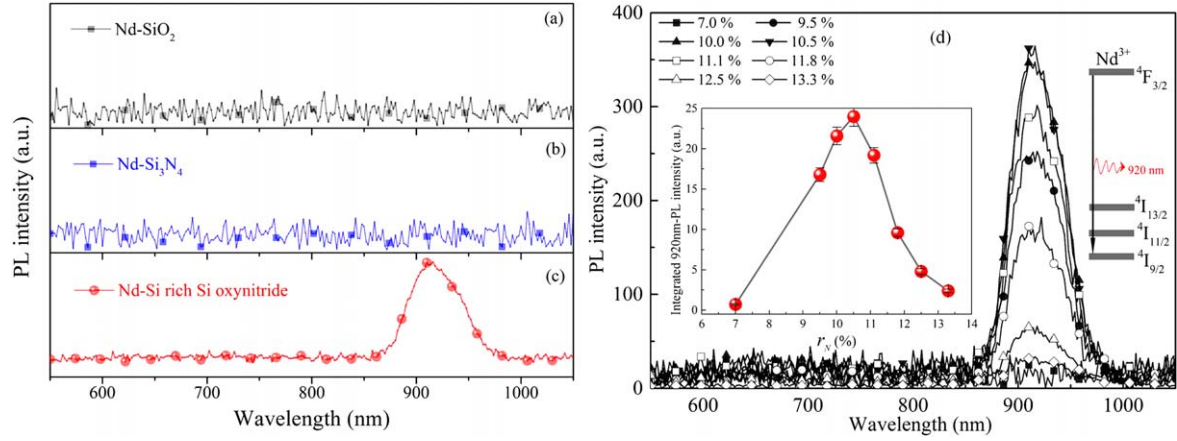 (a)
Nd-SiO₂
(b)
Nd-Si₃N₄
(c)
Nd-Si rich Si oxynitride
PL intensity (a.u.)
600 700 800 900 1000
Wavelength (nm)
(d)
7.0 % 9.5 %
10.0 % 10.5 %
11.1 % 11.8 %
12.5 % 13.3 %
400
300
200
100
0
PL intensity (a.u.)
600 700 800 900 1000
Wavelength (nm)
25
20
15
10
5
0
Integrated 920nm-PL intensity (a.u.)
6 7 8 9 10 11 12 13 14
rₙ (%)
Nd³⁺
⁴F₃/₂
920 nm
⁴I₁₃/₂
⁴I₁₁/₂
⁴I₉/₂